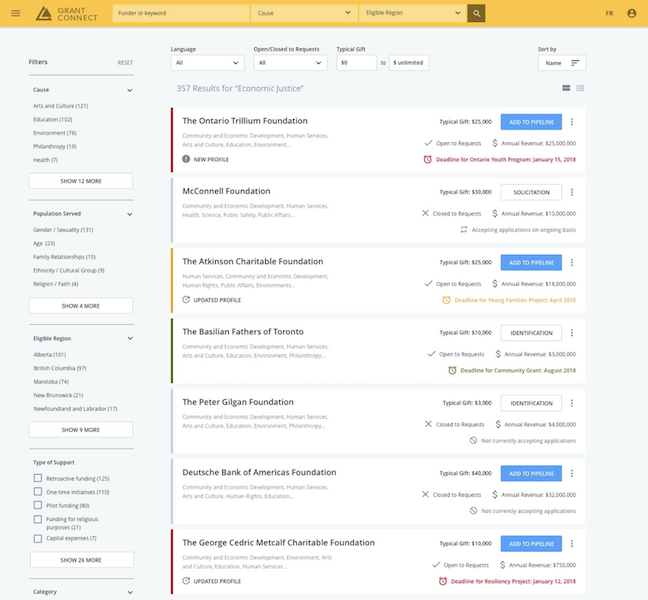 GRANT
CONNECT
Funder or keyword
Cause
Eligible Region
FR
Filters
RESET
Cause
Arts and Culture (121)
Education (102)
Environment (76)
Philanthropy (19)
Health (7)
SHOW 12 MORE
Population Served
Gender / Sexuality (131)
Age (23)
Family Relationships (15)
Ethnicity / Cultural Group (9)
Religion / Faith (4)
SHOW 4 MORE
Eligible Region
Alberta (101)
British Columbia (97)
Manitoba (74)
New Brunswick (21)
Newfoundland and Labrador (17)
SHOW 9 MORE
Type of Support
Retroactive funding (125)
One-time initiatives (110)
Pilot funding (80)
Funding for religious
purposes (21)
Capital expenses (7)
SHOW 26 MORE
Category
Language
All
Open/Closed to Requests
All
Typical Gift
$0
to
$ unlimited
Sort by
Name
357 Results for “Economic Justice”
The Ontario Trillium Foundation
Community and Economic Development, Human Services,
Arts and Culture, Education, Environment...
NEW PROFILE
Typical Gift: $25,000
ADD TO PIPELINE
Open to Requests
$ Annual Revenue: $25,000,000
Deadline for Ontario Youth Program: January 15, 2018
McConnell Foundation
Community and Economic Development, Human Services,
Health, Science, Public Safety, Public Affairs...
Typical Gift: $30,000
SOLICITATION
Closed to Requests
$ Annual Revenue: $10,000,000
Accepting applications on ongoing basis
The Atkinson Charitable Foundation
Human Services, Community and Economic Development,
Human Rights, Public Affairs, Environments...
UPDATED PROFILE
Typical Gift: $25,000
ADD TO PIPELINE
Open to Requests
$ Annual Revenue: $18,000,000
Deadline for Young Families Project: Apr4 2018
The Basilian Fathers of Toronto
Community and Economic Development, Human Services,
Arts and Culture, Education, Environment, Philanthropy...
Typical Gift: $10,000
IDENTIFICATION
Open to Requests
$ Annual Revenue: $3,000,000
Deadline for Community Grant: August 2018
The Peter Gilgan Foundation
Community and Economic Development, Human Services,
Arts and Culture, Education, Environment, Philanthropy...
Typical Gift: $3,000
IDENTIFICATION
Closed to Requests
$ Annual Revenue: $4,000,000
Not currently accepting applications
Deutsche Bank of Americas Foundation
Community and Economic Development, Human Services,
Arts and Culture, Human Rights, Education...
Typical Gift: $40,000
ADD TO PIPELINE
Closed to Requests
$ Annual Revenue: $32,000,000
Not currently accepting applications
The George Cedric Metcalf Charitable Foundation
Community and Economic Development, Environment, Arts
and Culture, Education, Human Services...
UPDATED PROFILE
Typical Gift: $10,000
ADD TO PIPELINE
Open to Requests
$ Annual Revenue: $750,000
Deadline for Resiliency Project: January 12, 2018